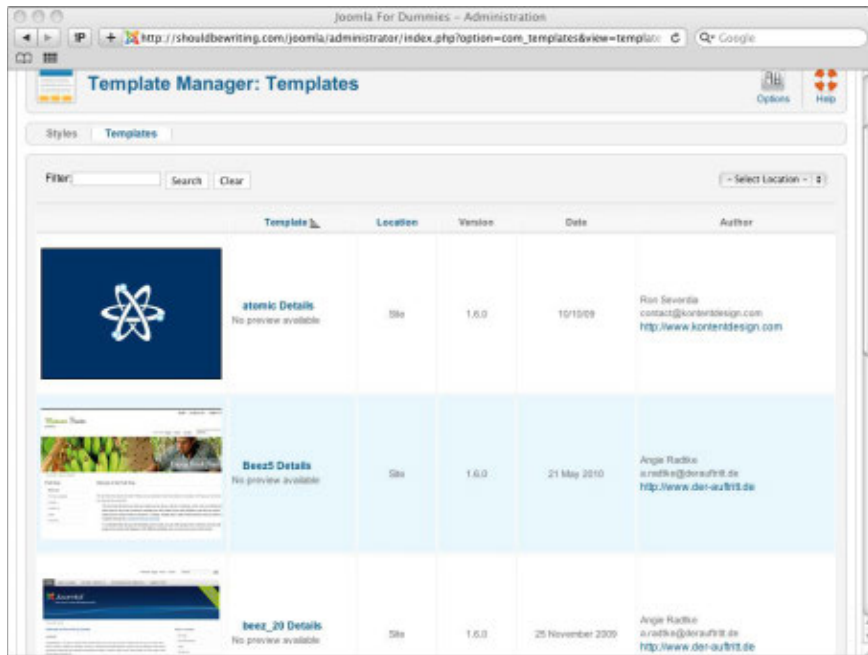 Joomla For Dummies – Administration
http://shouldbewriting.com/joomla/administrator/index.php?option=com_templates&view=template
Google
Template Manager: Templates
Options
Help
Styles
Templates
Filter:
Search
Clear
- Select Location -
Template
Location
Version
Date
Author
atomic Details
No preview available
Site
1.6.0
10/10/09
Ron Severdia
contact@kontentdesign.com
http://www.kontentdesign.com
Beez5 Details
No preview available
Site
1.6.0
21 May 2010
Angie Radtke
a.radtke@derauftritt.de
http://www.der-auftritt.de
beez_20 Details
No preview available
Site
1.6.0
25 November 2009
Angie Radtke
a.radtke@derauftritt.de
http://www.der-auftritt.de
Joomla!